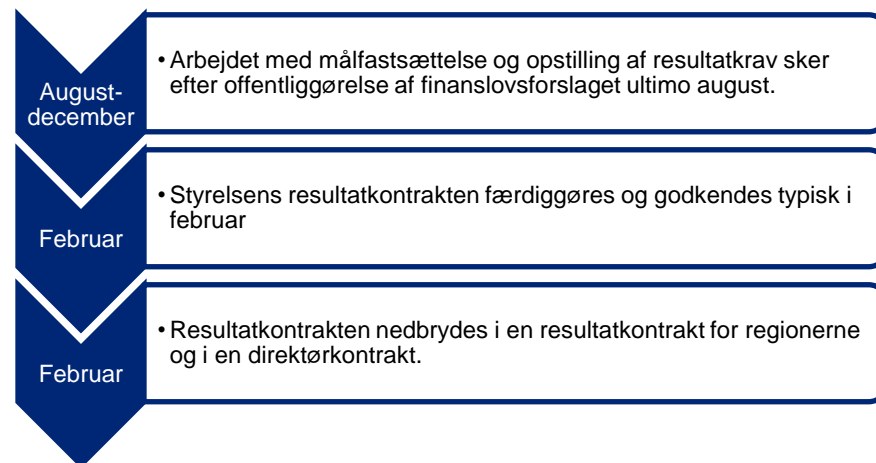 August-
december
• Arbejdet med målfastsættelse og opstilling af resultatkrav sker
efter offentliggørelse af finanslovsforslaget ultimo august.
Februar
• Styrelsens resultatkontrakten færdiggøres og godkendes typisk i
februar
Februar
• Resultatkontrakten nedbrydes i en resultatkontrakt for regionerne
og i en direktørkontrakt.